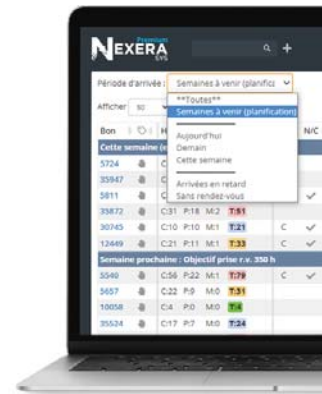 Premium
NEXERA
SYS
Période d'arrivée : Semaines à venir (planific
**Toutes**
Semaines à venir (planification)
Aujourd'hui
Demain
Cette semaine
Arrivées en retard
Sans rendez-vous
Afficher 50
Bon H N/C
Cette semaine
5724
35947
5811
35872 C:31 P:18 M:2 T:51
30745 C:10 P:10 M:1 T:21 C
12449 C:21 P:11 M:1 T:33 C
Semaine prochaine : Objectif prise r.v. 350 h
5540 C:56 P:22 M:1 T:79 C
5657 C:22 P:9 M:0 T:31
10058 C:4 P:0 M:0 T:4
35524 C:17 P:7 M:0 T:24